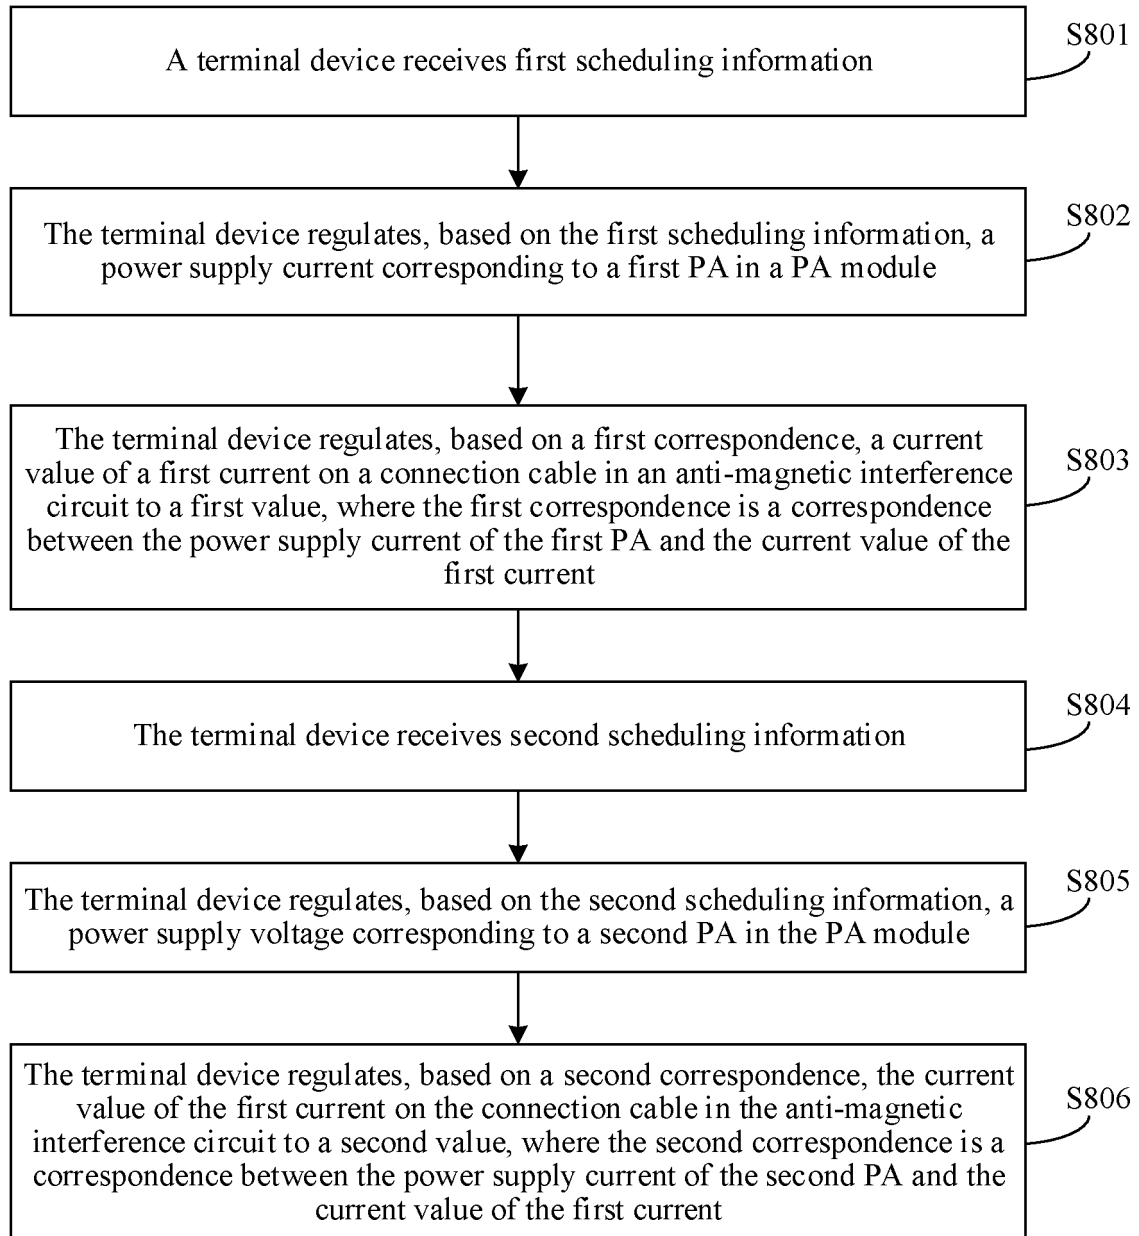 A terminal device receives first scheduling information
S801
The terminal device regulates, based on the first scheduling information, a
power supply current corresponding to a first PA in a PA module
S802
The terminal device regulates, based on a first correspondence, a current
value of a first current on a connection cable in an anti-magnetic interference
circuit to a first value, where the first correspondence is a correspondence
between the power supply current of the first PA and the current value of the
first current
S803
The terminal device receives second scheduling information
S804
The terminal device regulates, based on the second scheduling information, a
power supply voltage corresponding to a second PA in the PA module
S805
The terminal device regulates, based on a second correspondence, the current
value of the first current on the connection cable in the anti-magnetic
interference circuit to a second value, where the second correspondence is a
correspondence between the power supply current of the second PA and the
current value of the first current
S806